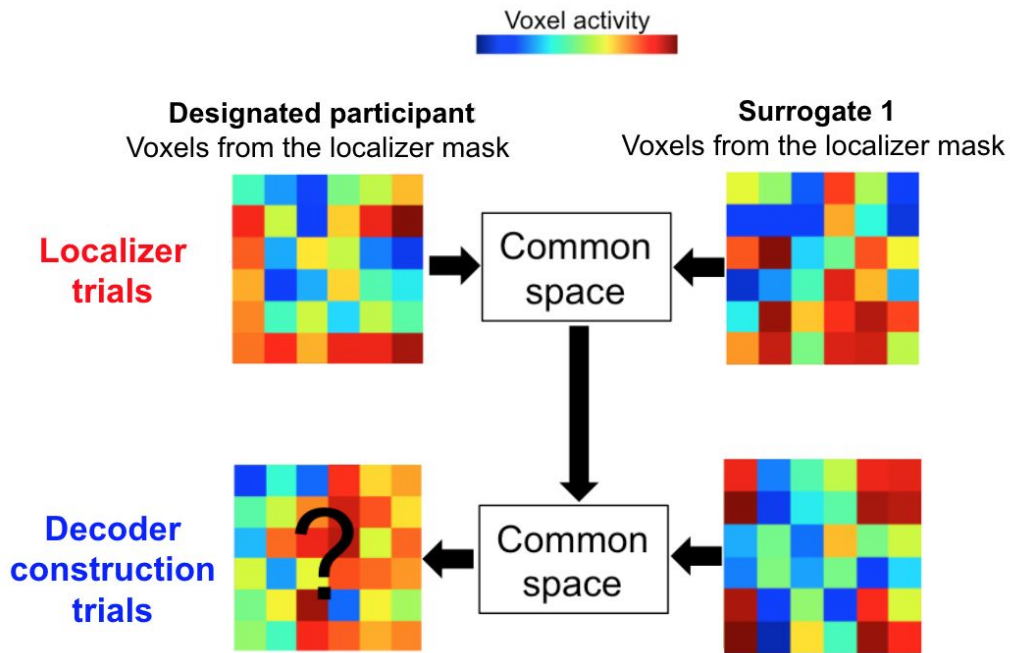 Voxel activity
Designated participant
Voxels from the localizer mask
Surrogate 1
Voxels from the localizer mask
Localizer
trials
Common
space
Decoder
construction
trials
?
Common
space